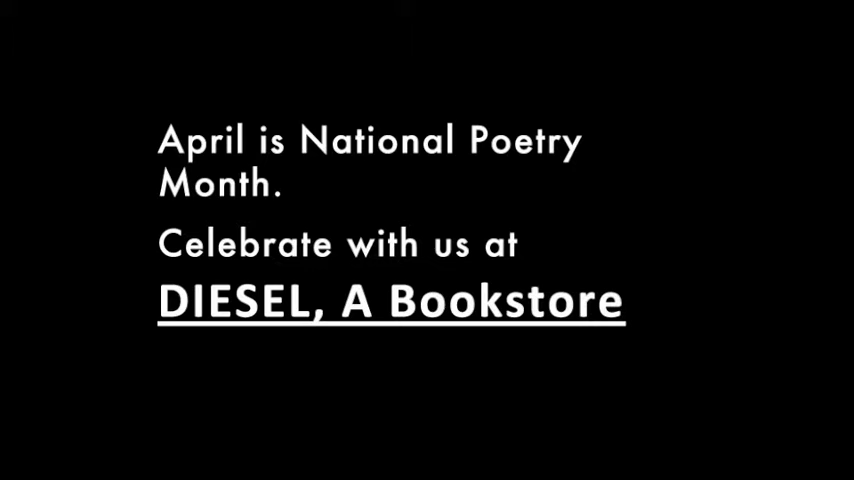 April is National Poetry
Month.
Celebrate with us at
DIESEL, A Bookstore